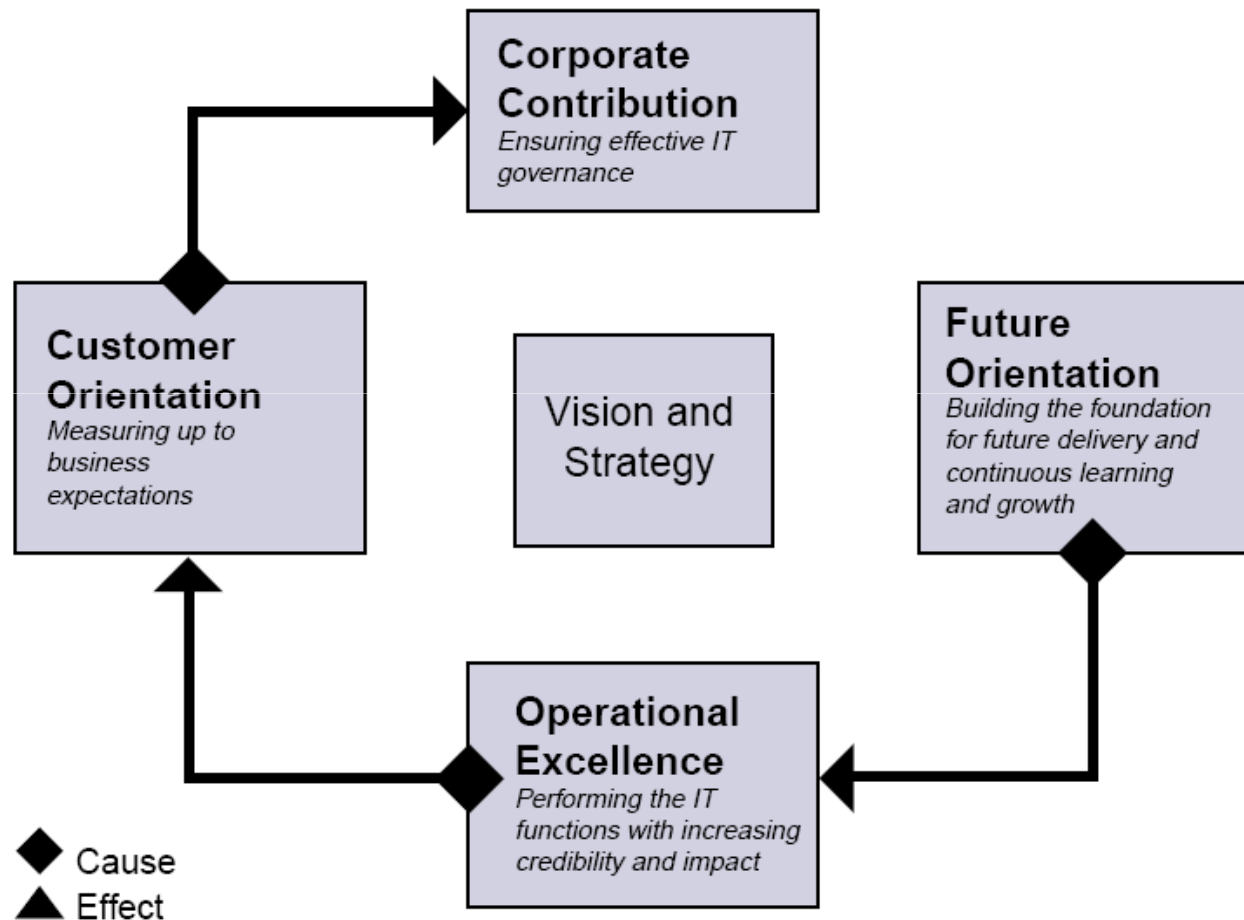 Corporate
Contribution
Ensuring effective IT
governance
Customer
Orientation
Measuring up to
business
expectations
Vision and
Strategy
Future
Orientation
Building the foundation
for future delivery and
continuous learning
and growth
Operational
Excellence
Performing the IT
functions with increasing
credibility and impact
Cause
Effect